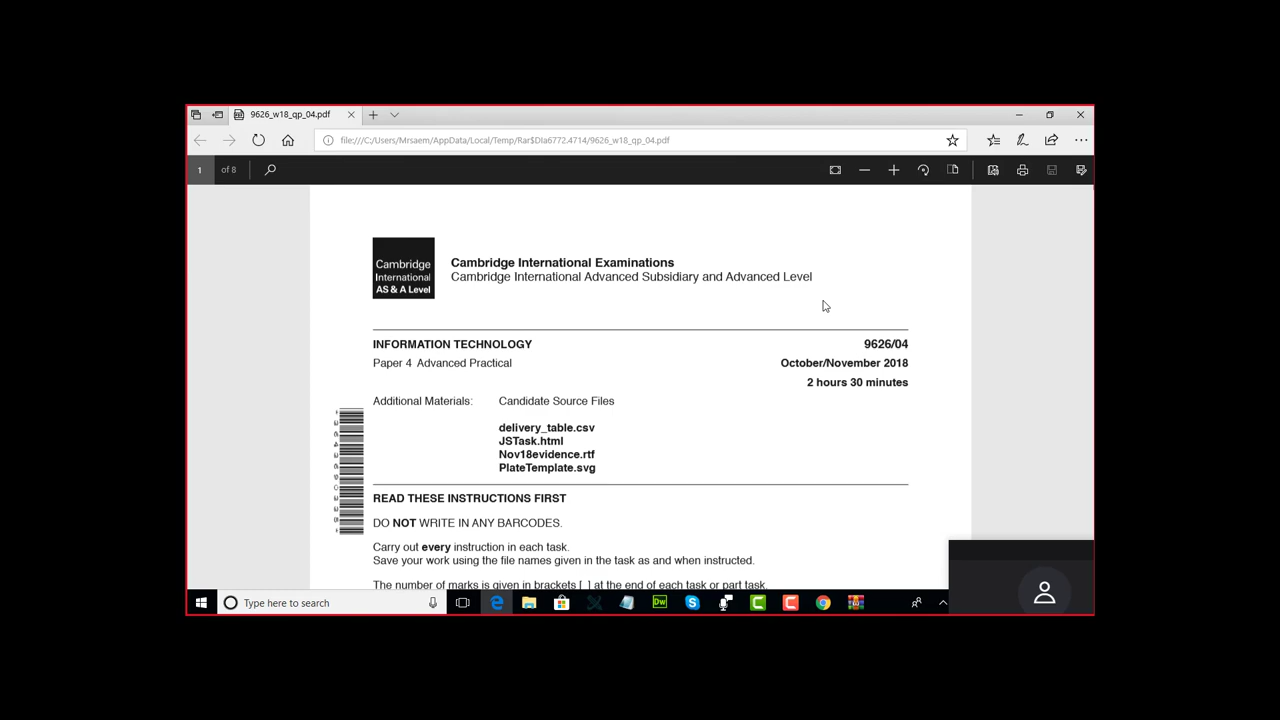 9626_w18_qp_04.pdf
file:///C:/Users/Mrsaem/AppData/Local/Temp/Rar$DIa6772.4714/9626_w18_qp_04.pdf
1 of 8
Cambridge
International
AS & A Level
Cambridge International Examinations
Cambridge International Advanced Subsidiary and Advanced Level
INFORMATION TECHNOLOGY 9626/04
Paper 4 Advanced Practical October/November 2018
2 hours 30 minutes
Additional Materials: Candidate Source Files
delivery_table.csv
JSTask.html
Nov18evidence.rtf
PlateTemplate.svg
READ THESE INSTRUCTIONS FIRST
DO NOT WRITE IN ANY BARCODES.
Carry out every instruction in each task.
Save your work using the file names given in the task as and when instructed.
The number of marks is given in brackets [ ] at the end of each task or part task.
Type here to search
Dw